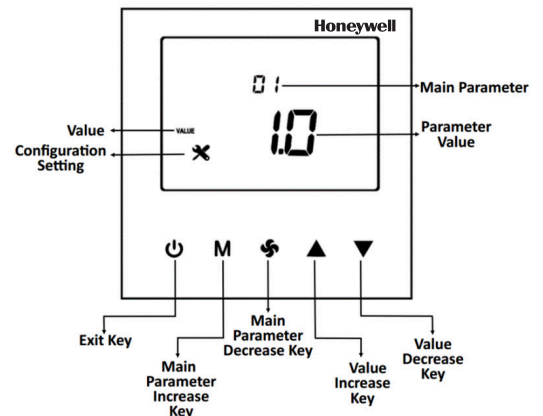 Honeywell
01
Main Parameter
1.0
Parameter
Value
Value
VALUE
Configuration
Setting
M
Exit Key
Main
Parameter
Increase
Key
Main
Parameter
Decrease Key
Value
Increase
Key
Value
Decrease
Key